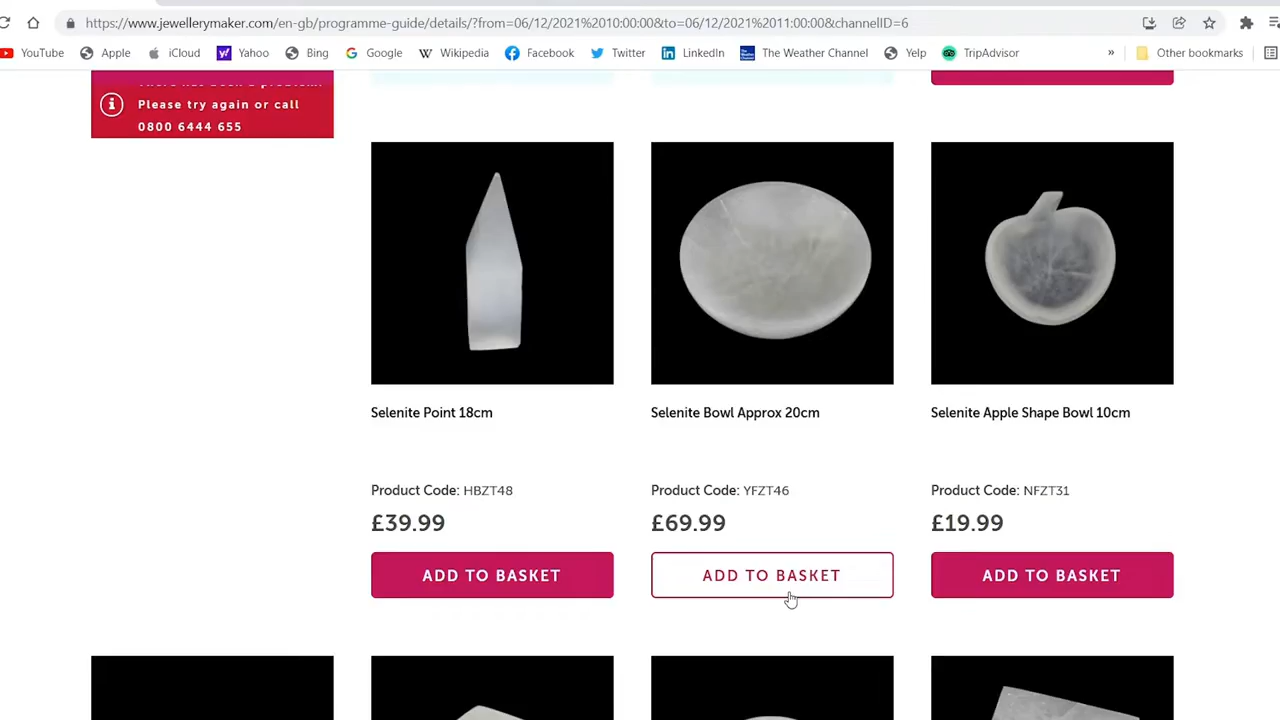 https://www.jewellerymaker.com/en-gb/programme-guide/details/?from=06/12/2021%2010:00:00&to=06/12/2021%2011:00:00&channelID=6
YouTube Apple iCloud Yahoo Bing Google Wikipedia Facebook Twitter LinkedIn The Weather Channel Yelp TripAdvisor » Other bookmarks
There has been a problem.
Please try again or call
0800 6444 655
Selenite Point 18cm
Selenite Bowl Approx 20cm
Selenite Apple Shape Bowl 10cm
Product Code: HBZT48
Product Code: YFZT46
Product Code: NFZT31
£39.99
£69.99
£19.99
ADD TO BASKET
ADD TO BASKET
ADD TO BASKET